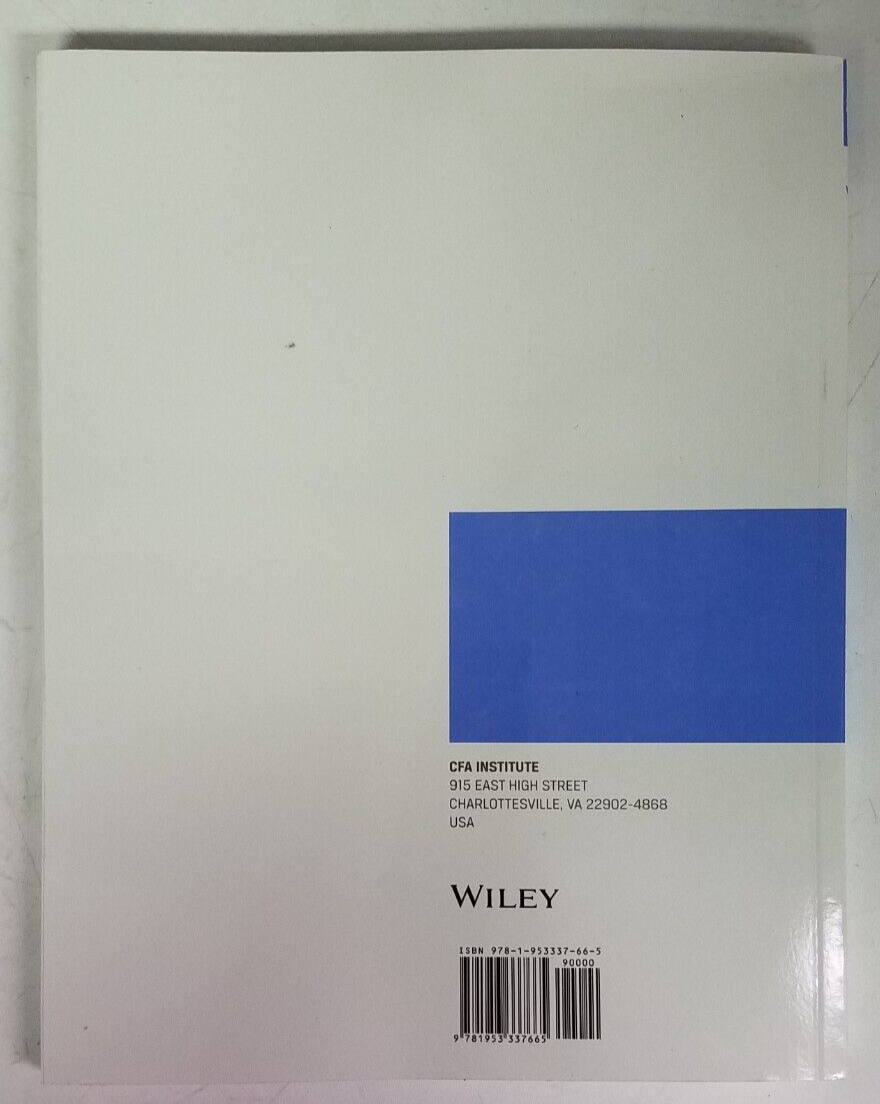 CFA INSTITUTE
915 EAST HIGH STREET
CHARLOTTESVILLE, VA 22902-4868
USA
WILEY
ISBN 978-1-953337-66-5
90000
9 781953 337665